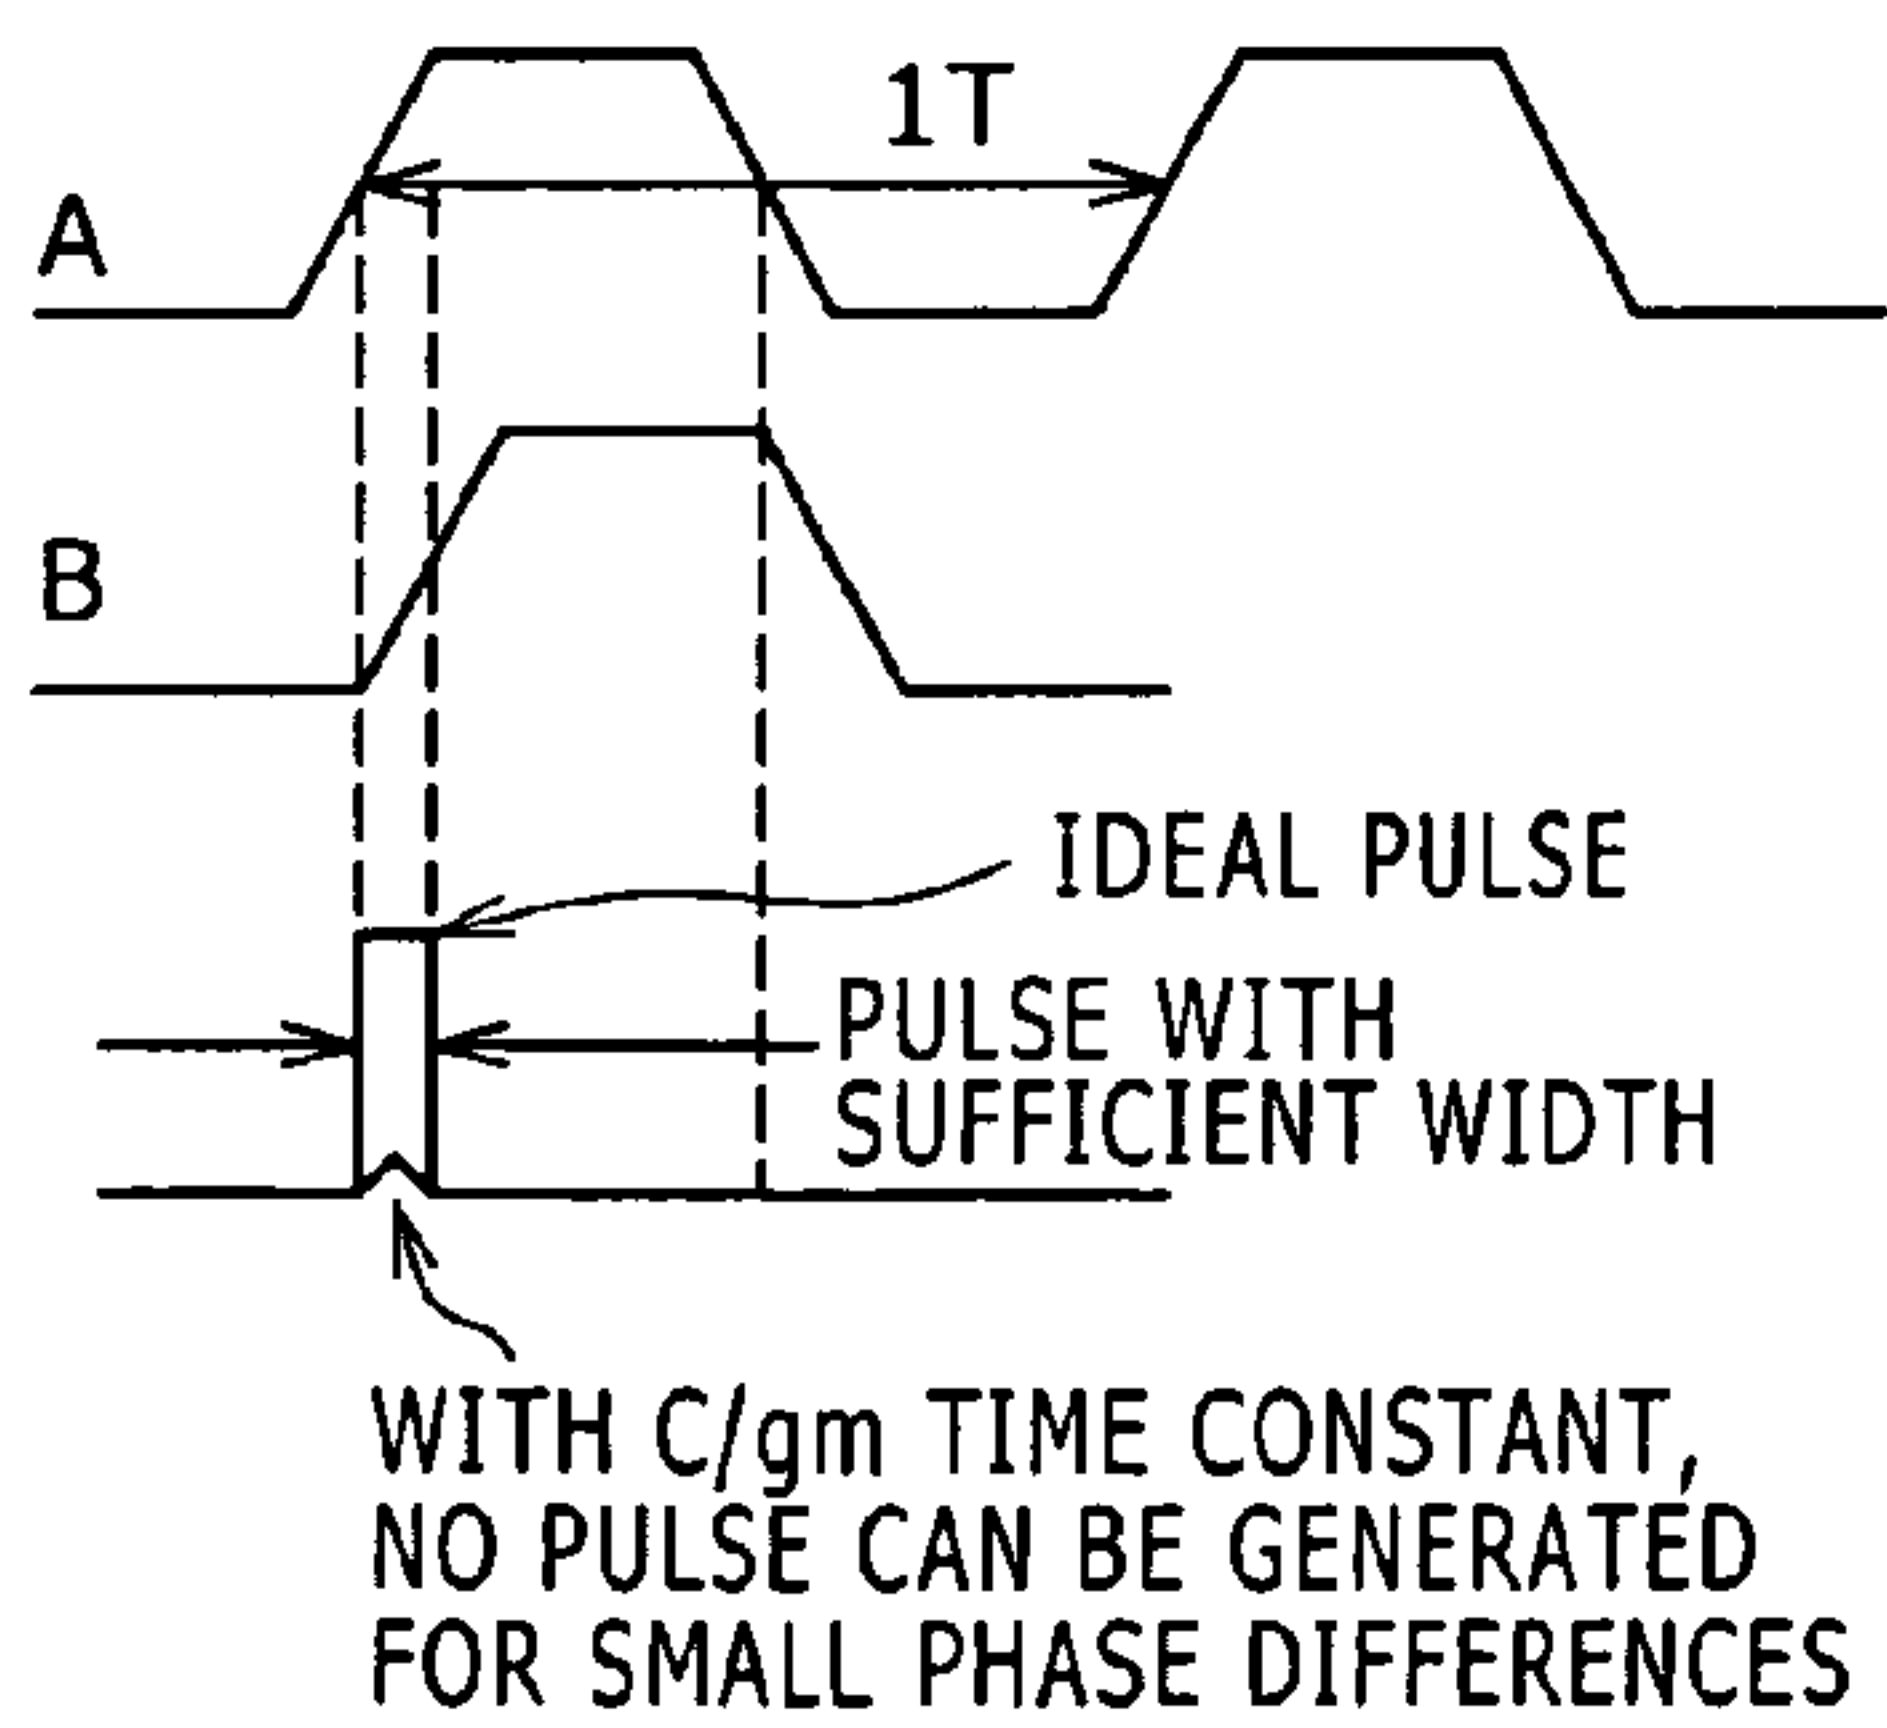 1T
A
B
IDEAL PULSE
PULSE WITH
SUFFICIENT WIDTH
WITH C/gm TIME CONSTANT,
NO PULSE CAN BE GENERATED
FOR SMALL PHASE DIFFERENCES